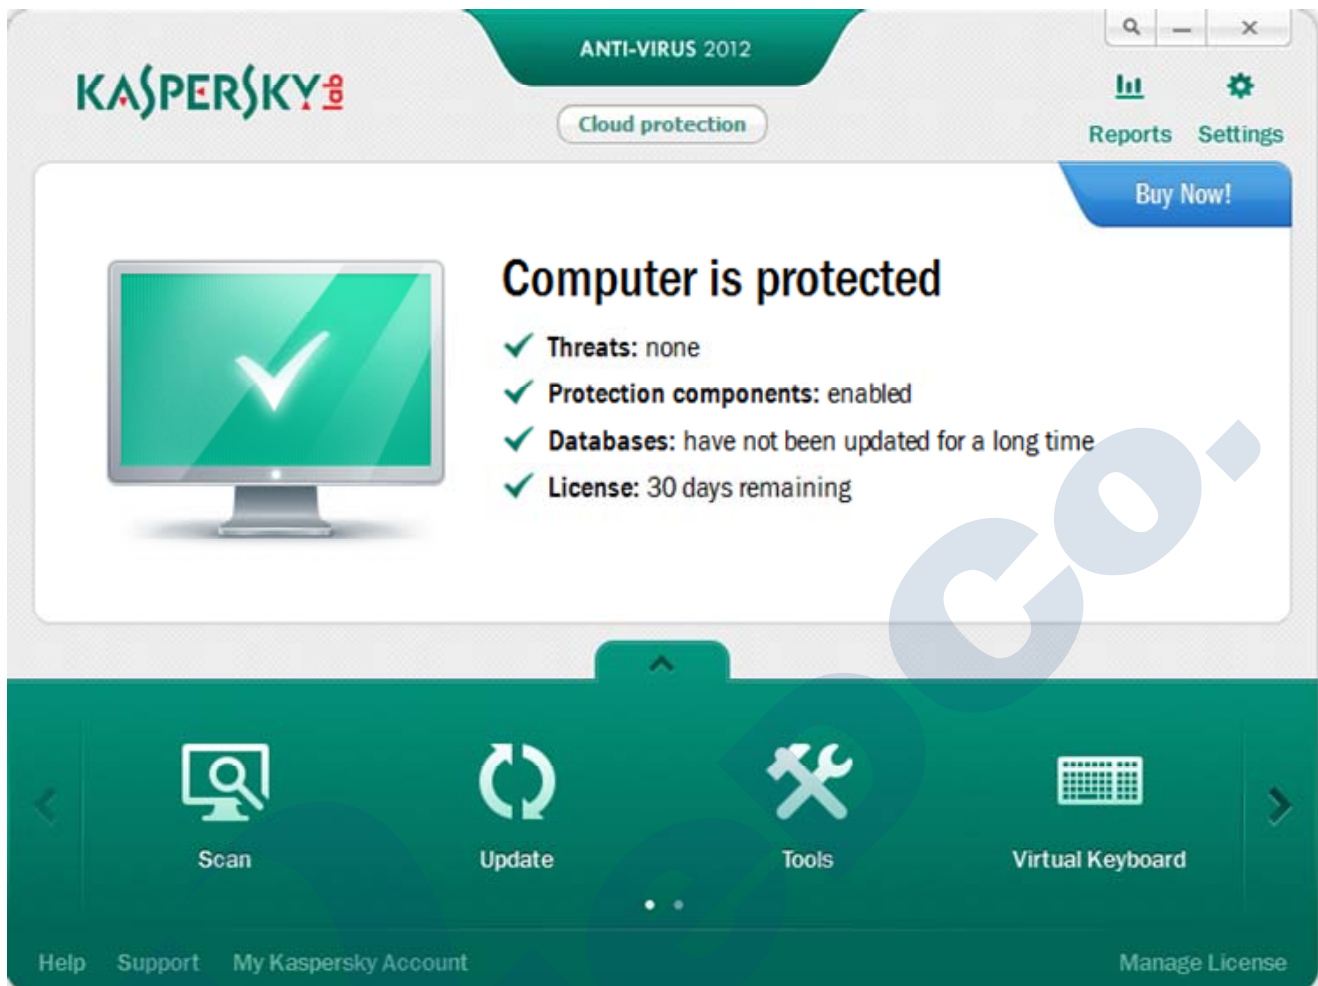 ANTI-VIRUS 2012
KASPERSKY lab
Cloud protection
Reports Settings
Buy Now!
Computer is protected
Threats: none
Protection components: enabled
Databases: have not been updated for a long time
License: 30 days remaining
Scan Update Tools Virtual Keyboard
Help Support My Kaspersky Account Manage License